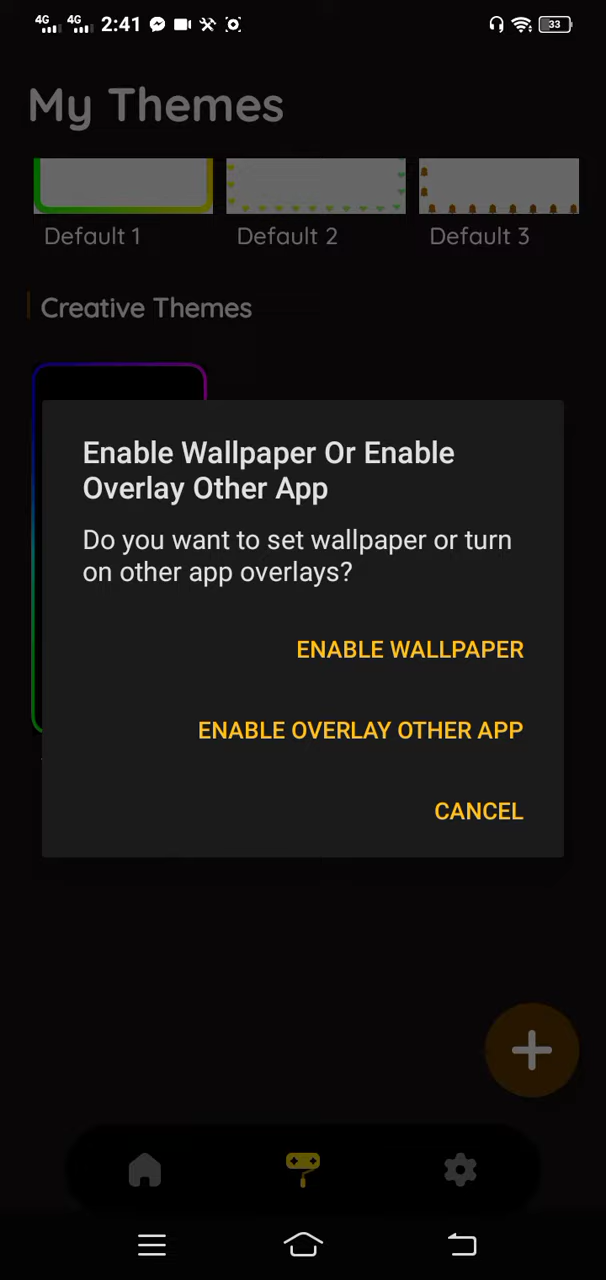 4G 4G 2:41 33
My Themes
Default 1 Default 2 Default 3
Creative Themes
Enable Wallpaper Or Enable
Overlay Other App
Do you want to set wallpaper or turn
on other app overlays?
ENABLE WALLPAPER
ENABLE OVERLAY OTHER APP
CANCEL